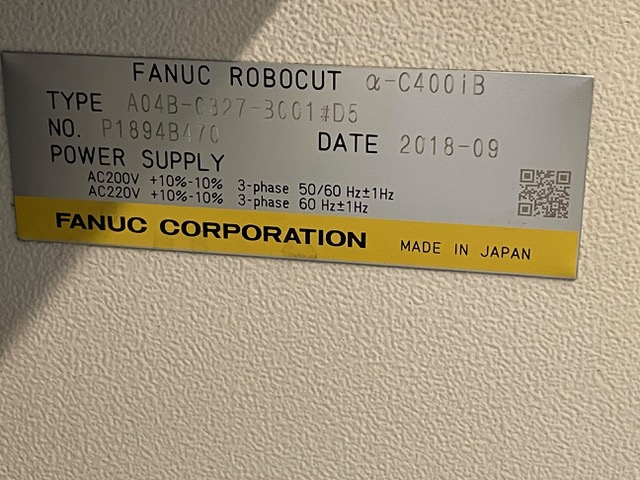 FANUC ROBOCUT α-C400iB
TYPE A04B-0327-B001#D5
NO. P1894B470
DATE 2018-09
POWER SUPPLY
AC200V +10%-10% 3-phase 50/60 Hz±1Hz
AC220V +10%-10% 3-phase 60 Hz±1Hz
FANUC CORPORATION MADE IN JAPAN